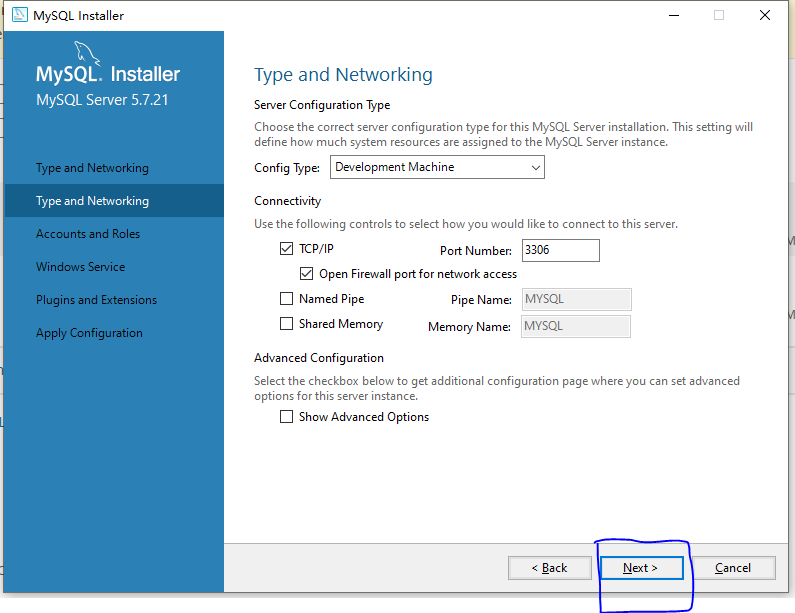 MySQL Installer
MySQL. Installer
MySQL Server 5.7.21
Type and Networking
Type and Networking
Accounts and Roles
Windows Service
Plugins and Extensions
Apply Configuration
Type and Networking
Server Configuration Type
Choose the correct server configuration type for this MySQL Server installation. This setting will
define how much system resources are assigned to the MySQL Server instance.
Config Type: Development Machine
Connectivity
Use the following controls to select how you would like to connect to this server.
TCP/IP Port Number: 3306
Open Firewall port for network access
Named Pipe Pipe Name: MYSQL
Shared Memory Memory Name: MYSQL
Advanced Configuration
Select the checkbox below to get additional configuration page where you can set advanced
options for this server instance.
Show Advanced Options
< Back Next > Cancel